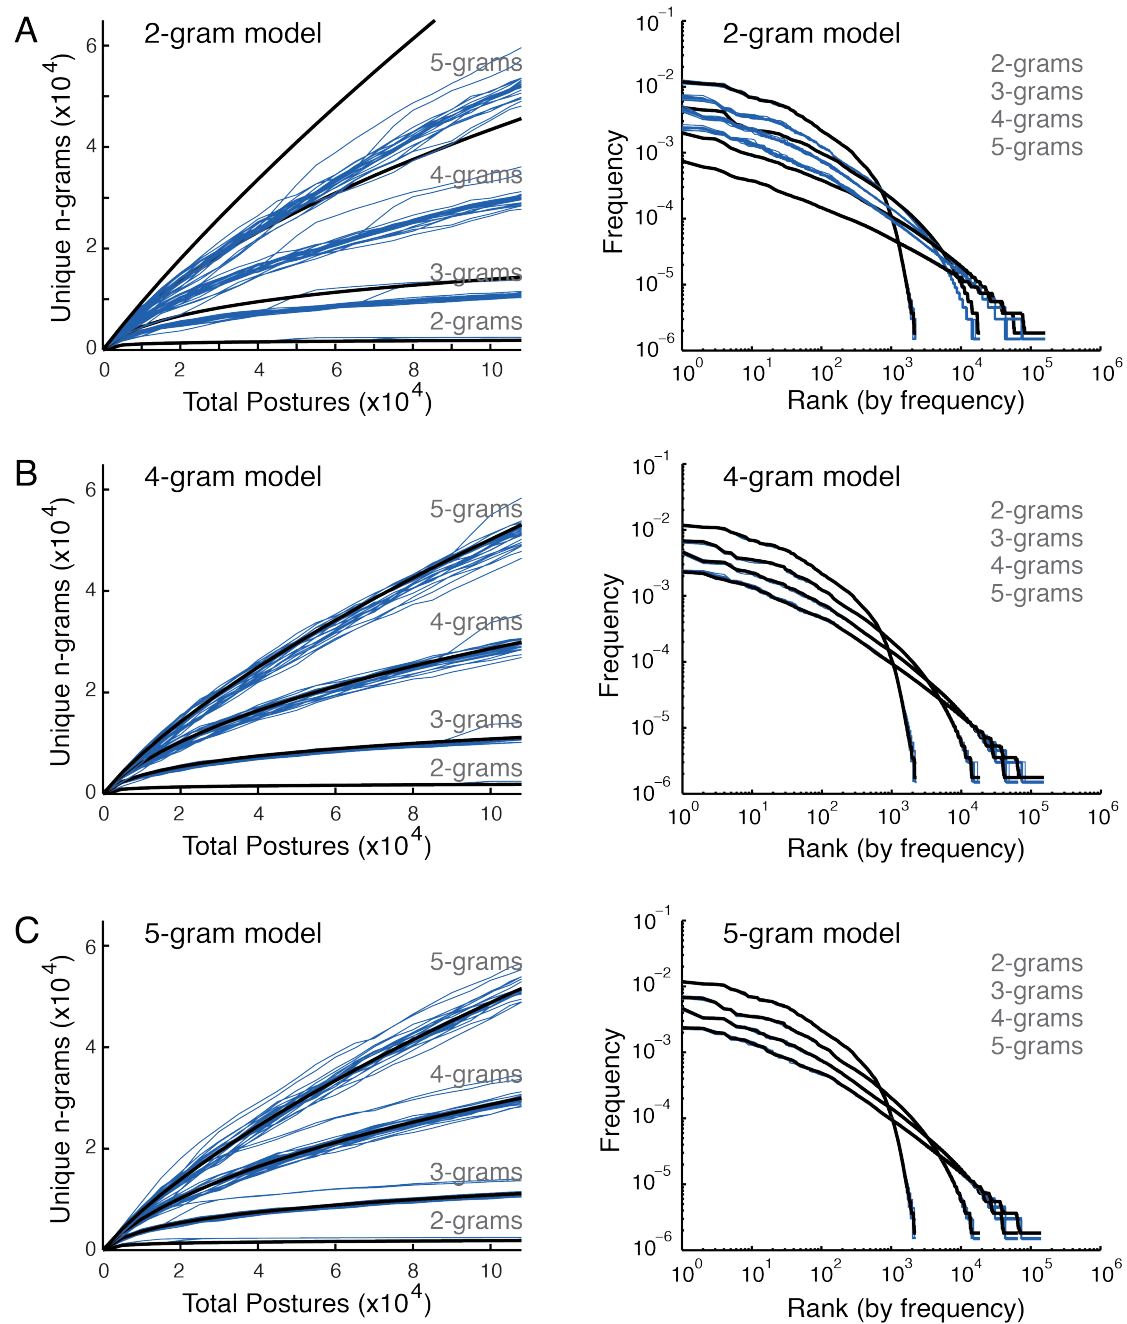 A
2-gram model
Unique n-grams (x10^4)
6
4
2
0
5-grams
4-grams
3-grams
2-grams
0 2 4 6 8 10
Total Postures (x10^4)
2-gram model
Frequency
10^−1
10^−2
10^−3
10^−4
10^−5
10^−6
2-grams
3-grams
4-grams
5-grams
10^0 10^1 10^2 10^3 10^4 10^5 10^6
Rank (by frequency)
B
4-gram model
Unique n-grams (x10^4)
6
4
2
0
5-grams
4-grams
3-grams
2-grams
0 2 4 6 8 10
Total Postures (x10^4)
4-gram model
Frequency
10^−1
10^−2
10^−3
10^−4
10^−5
10^−6
2-grams
3-grams
4-grams
5-grams
10^0 10^1 10^2 10^3 10^4 10^5 10^6
Rank (by frequency)
C
5-gram model
Unique n-grams (x10^4)
6
4
2
0
5-grams
4-grams
3-grams
2-grams
0 2 4 6 8 10
Total Postures (x10^4)
5-gram model
Frequency
10^−1
10^−2
10^−3
10^−4
10^−5
10^−6
2-grams
3-grams
4-grams
5-grams
10^0 10^1 10^2 10^3 10^4 10^5 10^6
Rank (by frequency)